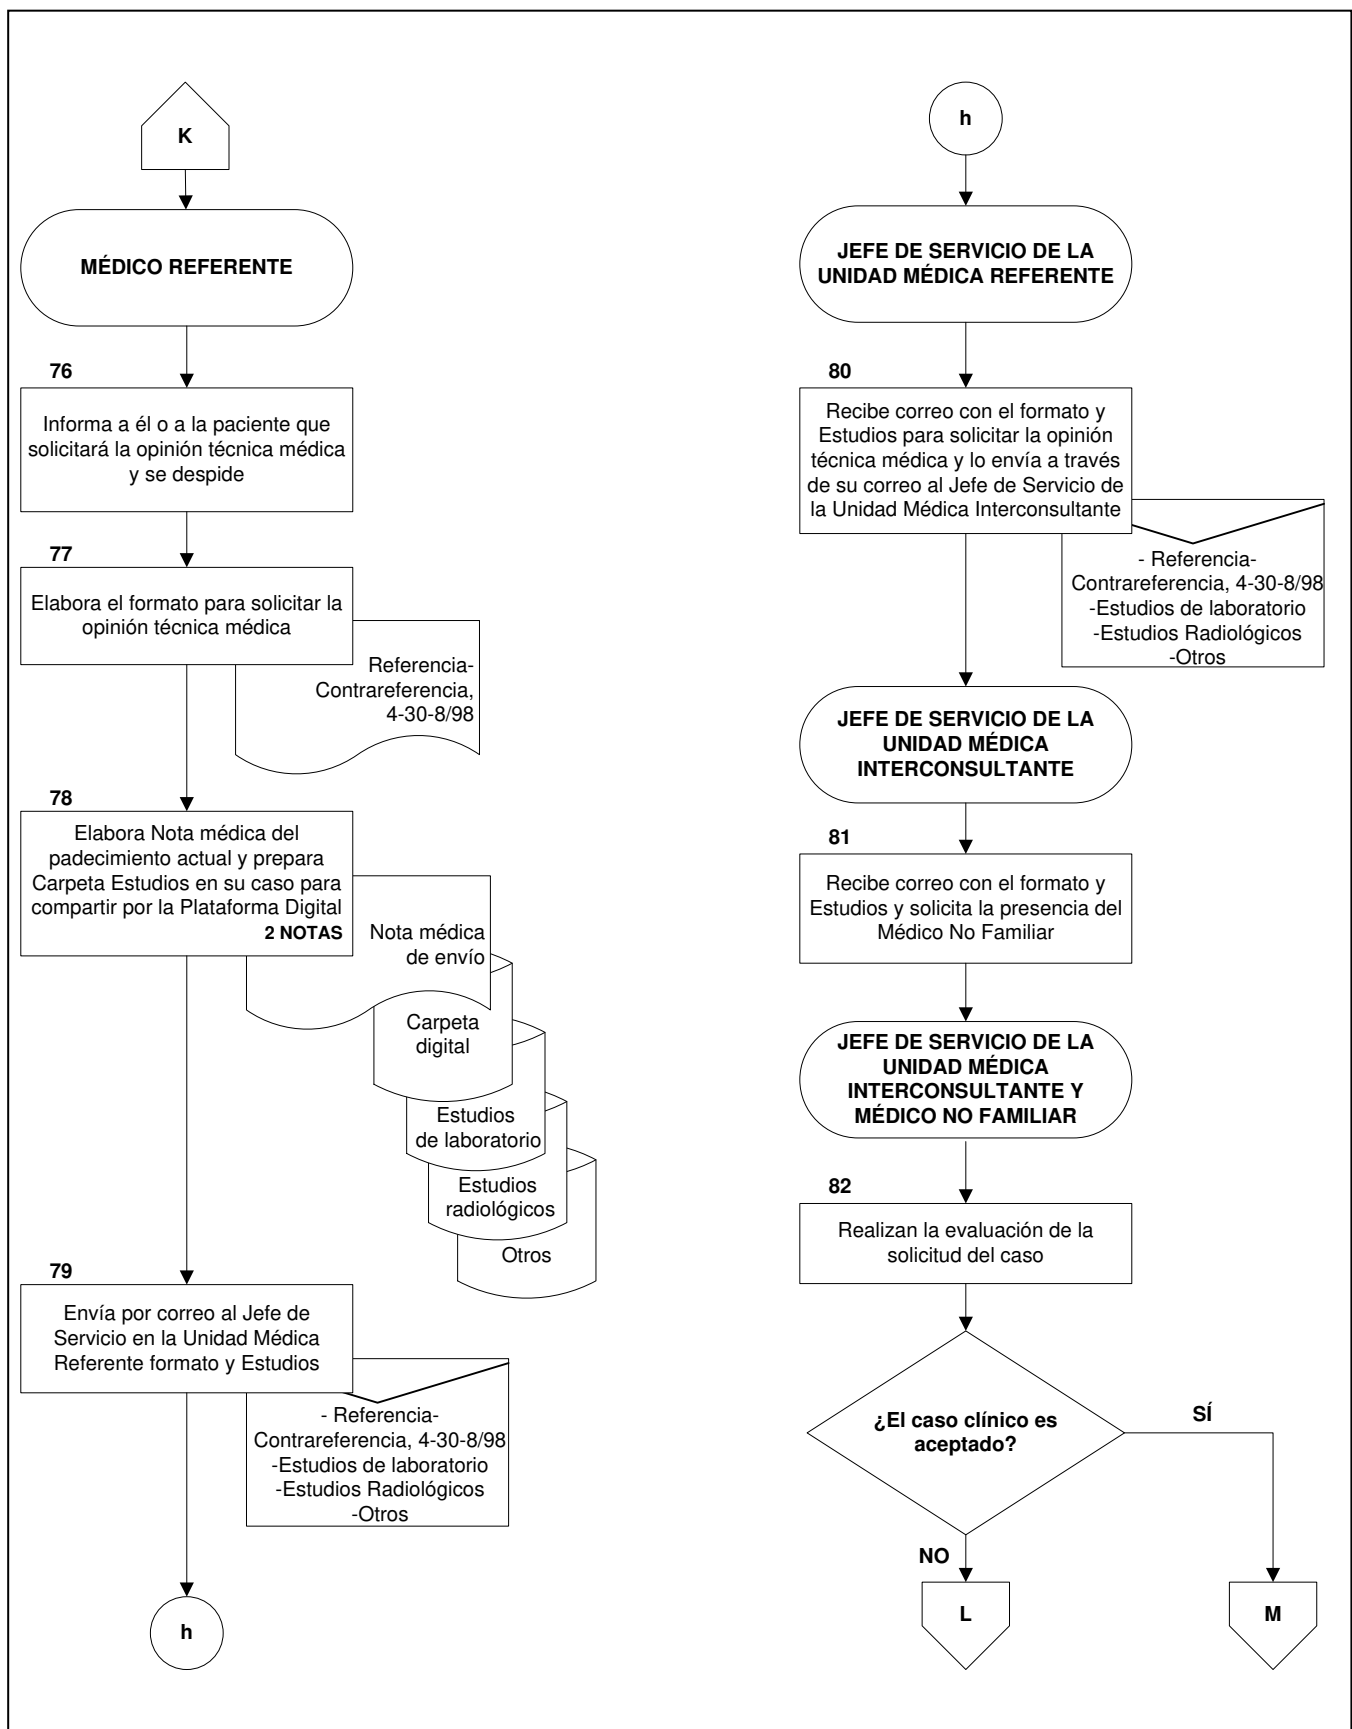 K
MÉDICO REFERENTE
76
Informa a él o a la paciente que
solicitará la opinión técnica médica
y se despide
77
Elabora el formato para solicitar la
opinión técnica médica
Referencia-
Contrareferencia,
4-30-8/98
78
Elabora Nota médica del
padecimiento actual y prepara
Carpeta Estudios en su caso para
compartir por la Plataforma Digital
2 NOTAS
Nota médica
de envío
Carpeta
digital
Estudios
de laboratorio
Estudios
radiológicos
Otros
79
Envía por correo al Jefe de
Servicio en la Unidad Médica
Referente formato y Estudios
- Referencia-
Contrareferencia, 4-30-8/98
-Estudios de laboratorio
-Estudios Radiológicos
-Otros
h
h
JEFE DE SERVICIO DE LA
UNIDAD MÉDICA REFERENTE
80
Recibe correo con el formato y
Estudios para solicitar la opinión
técnica médica y lo envía a través
de su correo al Jefe de Servicio de
la Unidad Médica Interconsultante
- Referencia-
Contrareferencia, 4-30-8/98
-Estudios de laboratorio
-Estudios Radiológicos
-Otros
JEFE DE SERVICIO DE LA
UNIDAD MÉDICA
INTERCONSULTANTE
81
Recibe correo con el formato y
Estudios y solicita la presencia del
Médico No Familiar
JEFE DE SERVICIO DE LA
UNIDAD MÉDICA
INTERCONSULTANTE Y
MÉDICO NO FAMILIAR
82
Realizan la evaluación de la
solicitud del caso
¿El caso clínico es
aceptado?
SÍ
NO
L
M